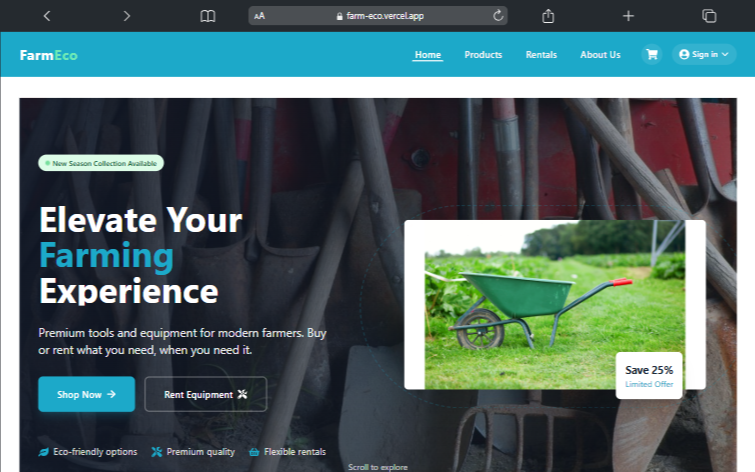 AA farm-eco.vercel.app
FarmEco
Home Products Rentals About Us Sign in
New Season Collection Available
Elevate Your
Farming
Experience
Premium tools and equipment for modern farmers. Buy
or rent what you need, when you need it.
Shop Now → Rent Equipment
Save 25%
Limited Offer
Eco-friendly options Premium quality Flexible rentals
Scroll to explore